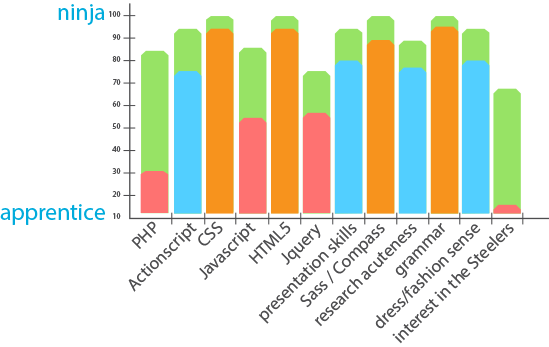 ninja
100
90
80
70
60
50
40
30
20
10
apprentice
PHP
Actionscript
CSS
Javascript
HTML5
Jquery
presentation skills
Sass / Compass
research acuteness
grammar
dress/fashion sense
interest in the Steelers